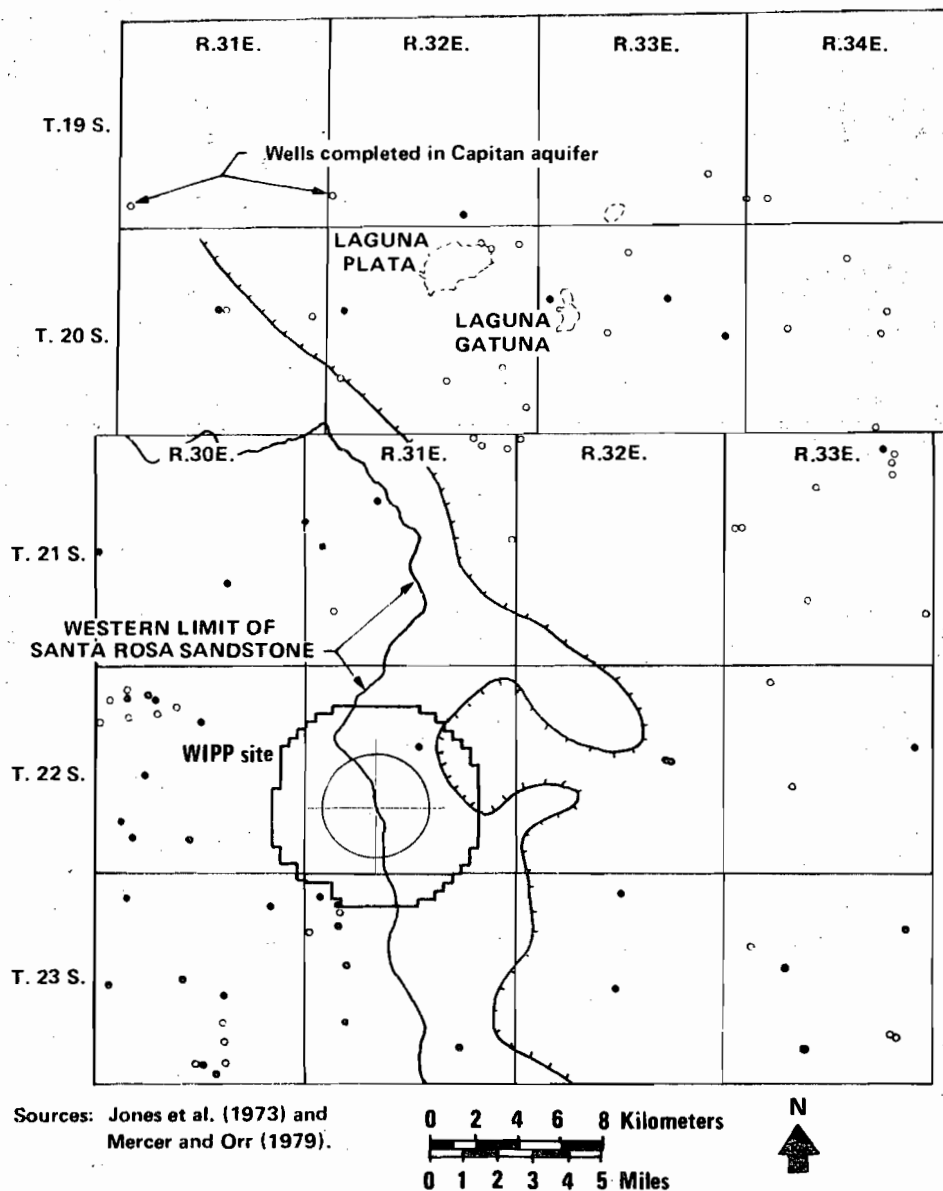 R.31E. R.32E. R.33E. R.34E.
T.19 S.
Wells completed in Capitan aquifer
LAGUNA
PLATA
LAGUNA
GATUNA
T. 20 S.
R.30E. R.31E. R.32E. R.33E.
T. 21 S.
WESTERN LIMIT OF
SANTA ROSA SANDSTONE
WIPP site
T. 22 S.
T. 23 S.
Sources: Jones et al. (1973) and
Mercer and Orr (1979).
0 2 4 6 8 Kilometers
0 1 2 3 4 5 Miles
N